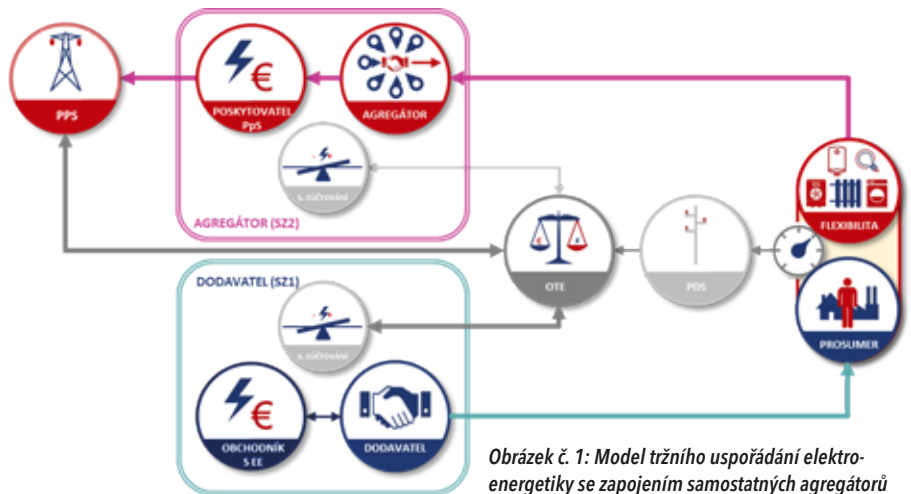 PPS
POSKYTOVATEL
PpS
AGREGÁTOR
S. ZÚČTOVÁNÍ
AGREGÁTOR (SZ2)
FLEXIBILITA
OTE
PDS
PROSUMER
DODAVATEL (SZ1)
S. ZÚČTOVÁNÍ
OBCHODNÍK
S EE
DODAVATEL
Obrázek č. 1: Model tržního uspořádání elektro-
energetiky se zapojením samostatných agregátorů